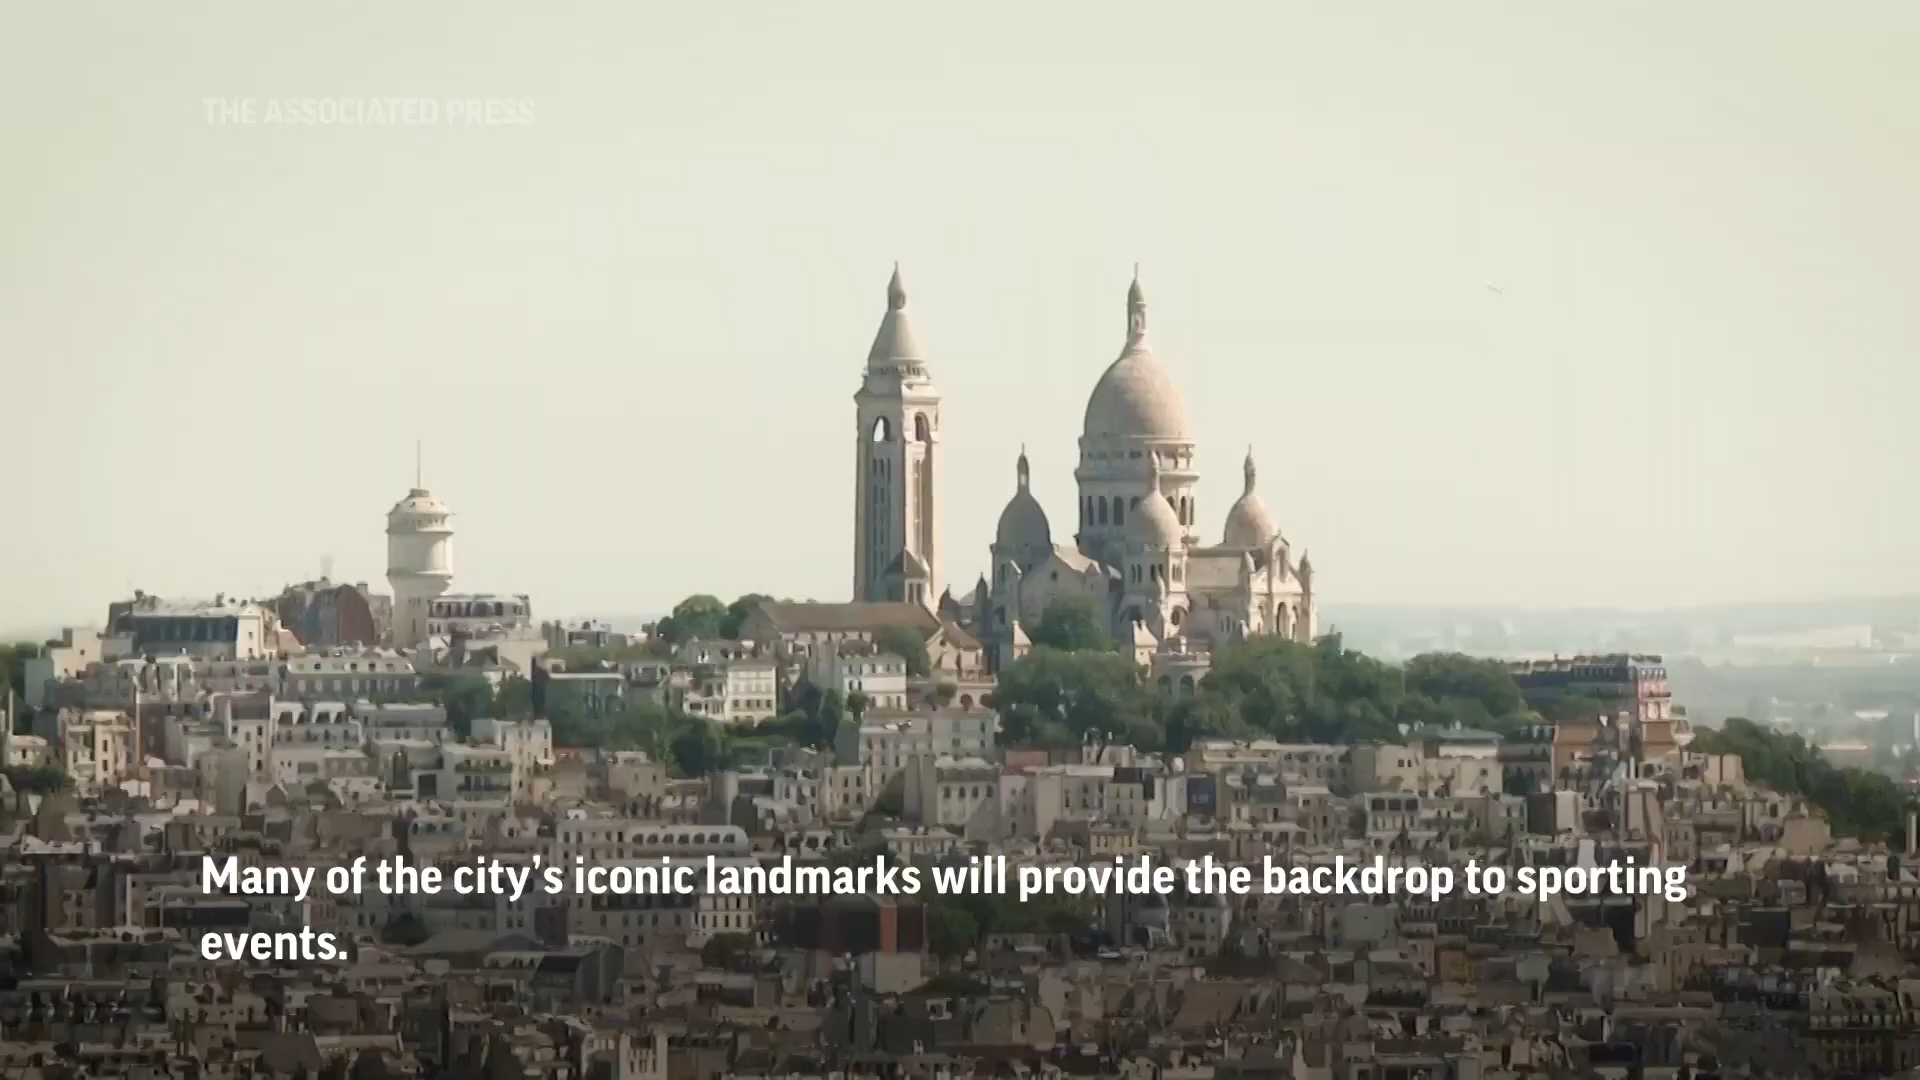 THE ASSOCIATED PRESS
Many of the city’s iconic landmarks will provide the backdrop to sporting
events.